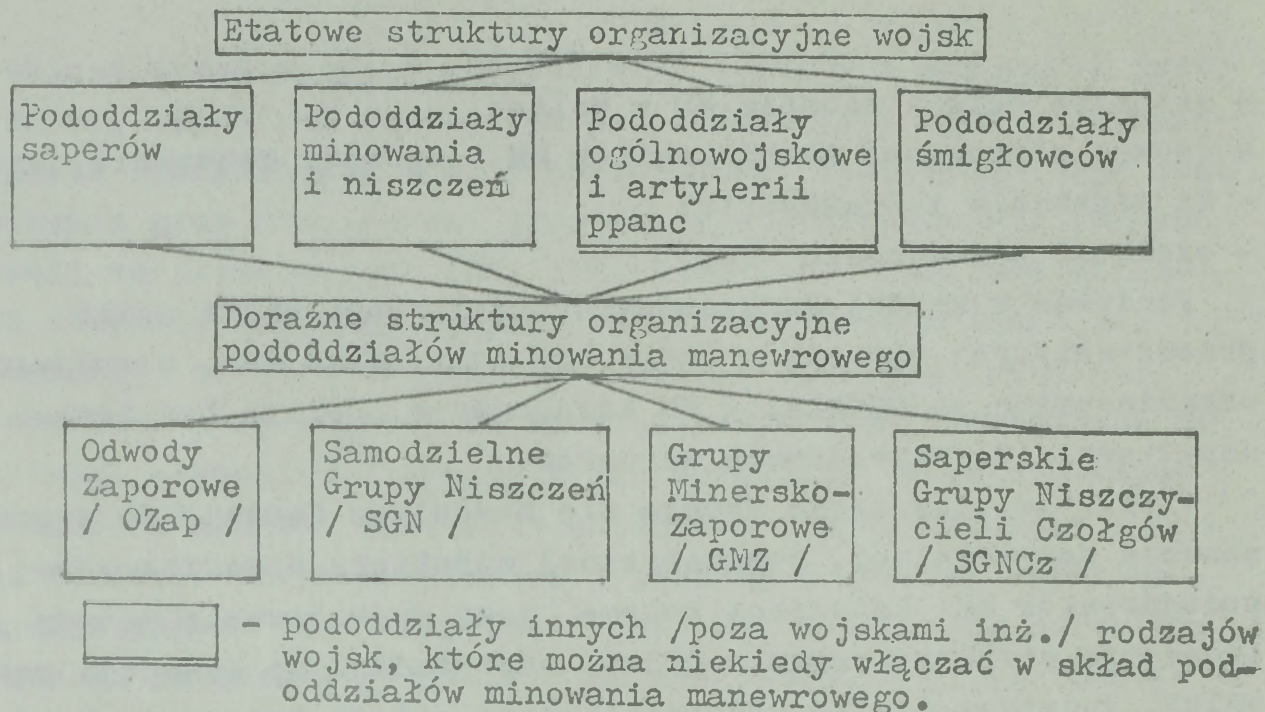 Etatowe struktury organizacyjne wojsk
Pododdziały
saperów
Pododdziały
minowania
i niszczeń
Pododdziały
ogólnowojskowe
i artylerii
ppanc
Pododdziały
śmigłowców
Doraźne struktury organizacyjne
pododdziałów minowania manewrowego
Odwody
Zaporowe
/ OZap /
Samodzielne
Grupy Niszczeń
/ SGN /
Grupy
Minersko-
Zaporowe
/ GMZ /
Saperskie
Grupy Niszczy-
cieli Czołgów
/ SGNCz /
- pododdziały innych /poza wojskami inż./ rodzajów
wojsk, które można niekiedy włączać w skład pod-
oddziałów minowania manewrowego.